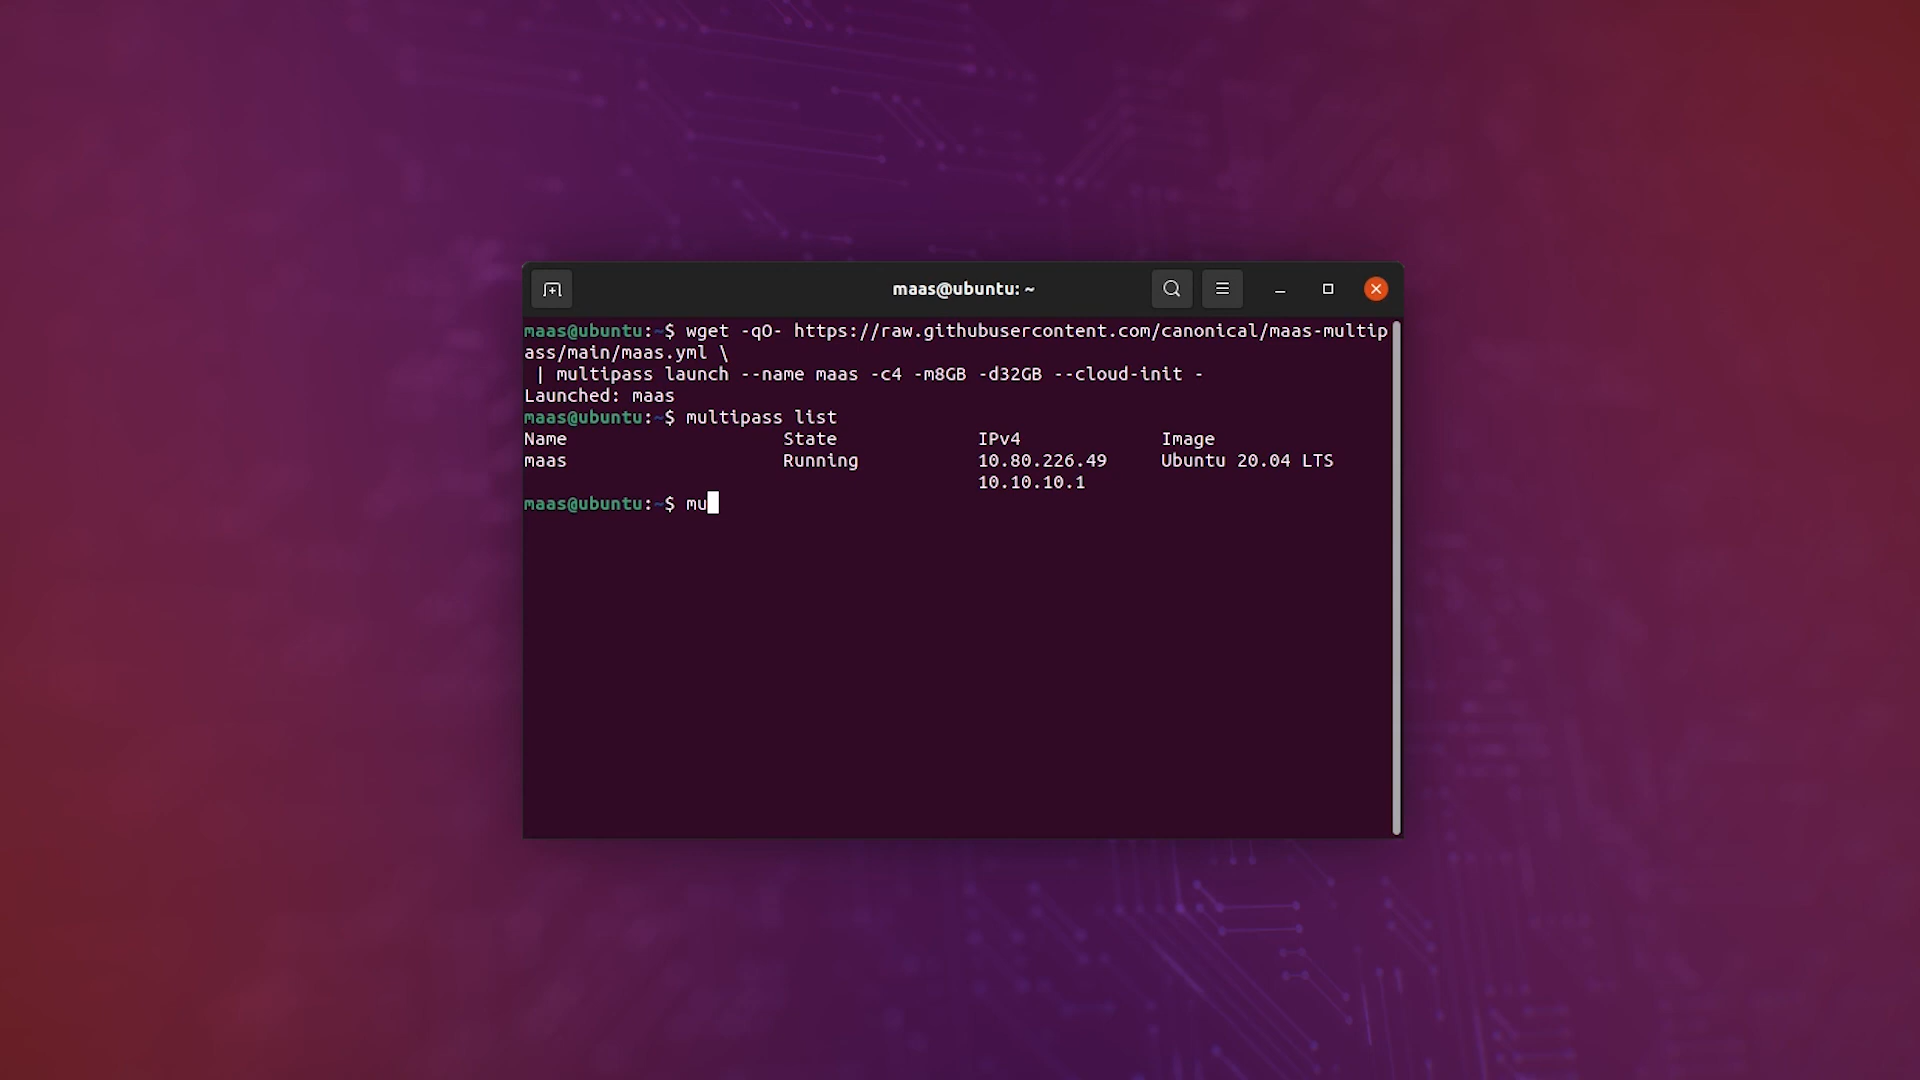 maas@ubuntu: ~
maas@ubuntu:~$ wget -qO- https://raw.githubusercontent.com/canonical/maas-multip
ass/main/maas.yml \
| multipass launch --name maas -c4 -m8GB -d32GB --cloud-init -
Launched: maas
maas@ubuntu:~$ multipass list
Name State IPv4 Image
maas Running 10.80.226.49 Ubuntu 20.04 LTS
10.10.10.1
maas@ubuntu:~$ mu